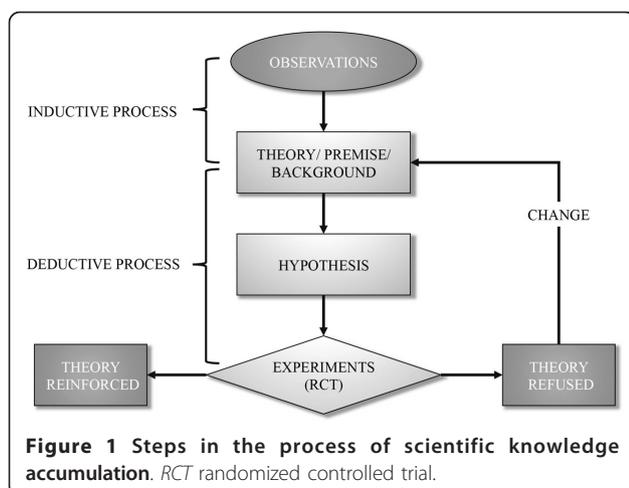 OBSERVATIONS
INDUCTIVE PROCESS
THEORY/ PREMISE/
BACKGROUND
CHANGE
DEDUCTIVE PROCESS
HYPOTHESIS
THEORY
REINFORCED
EXPERIMENTS
(RCT)
THEORY
REFUSED
Figure 1 Steps in the process of scientific knowledge
accumulation. RCT randomized controlled trial.